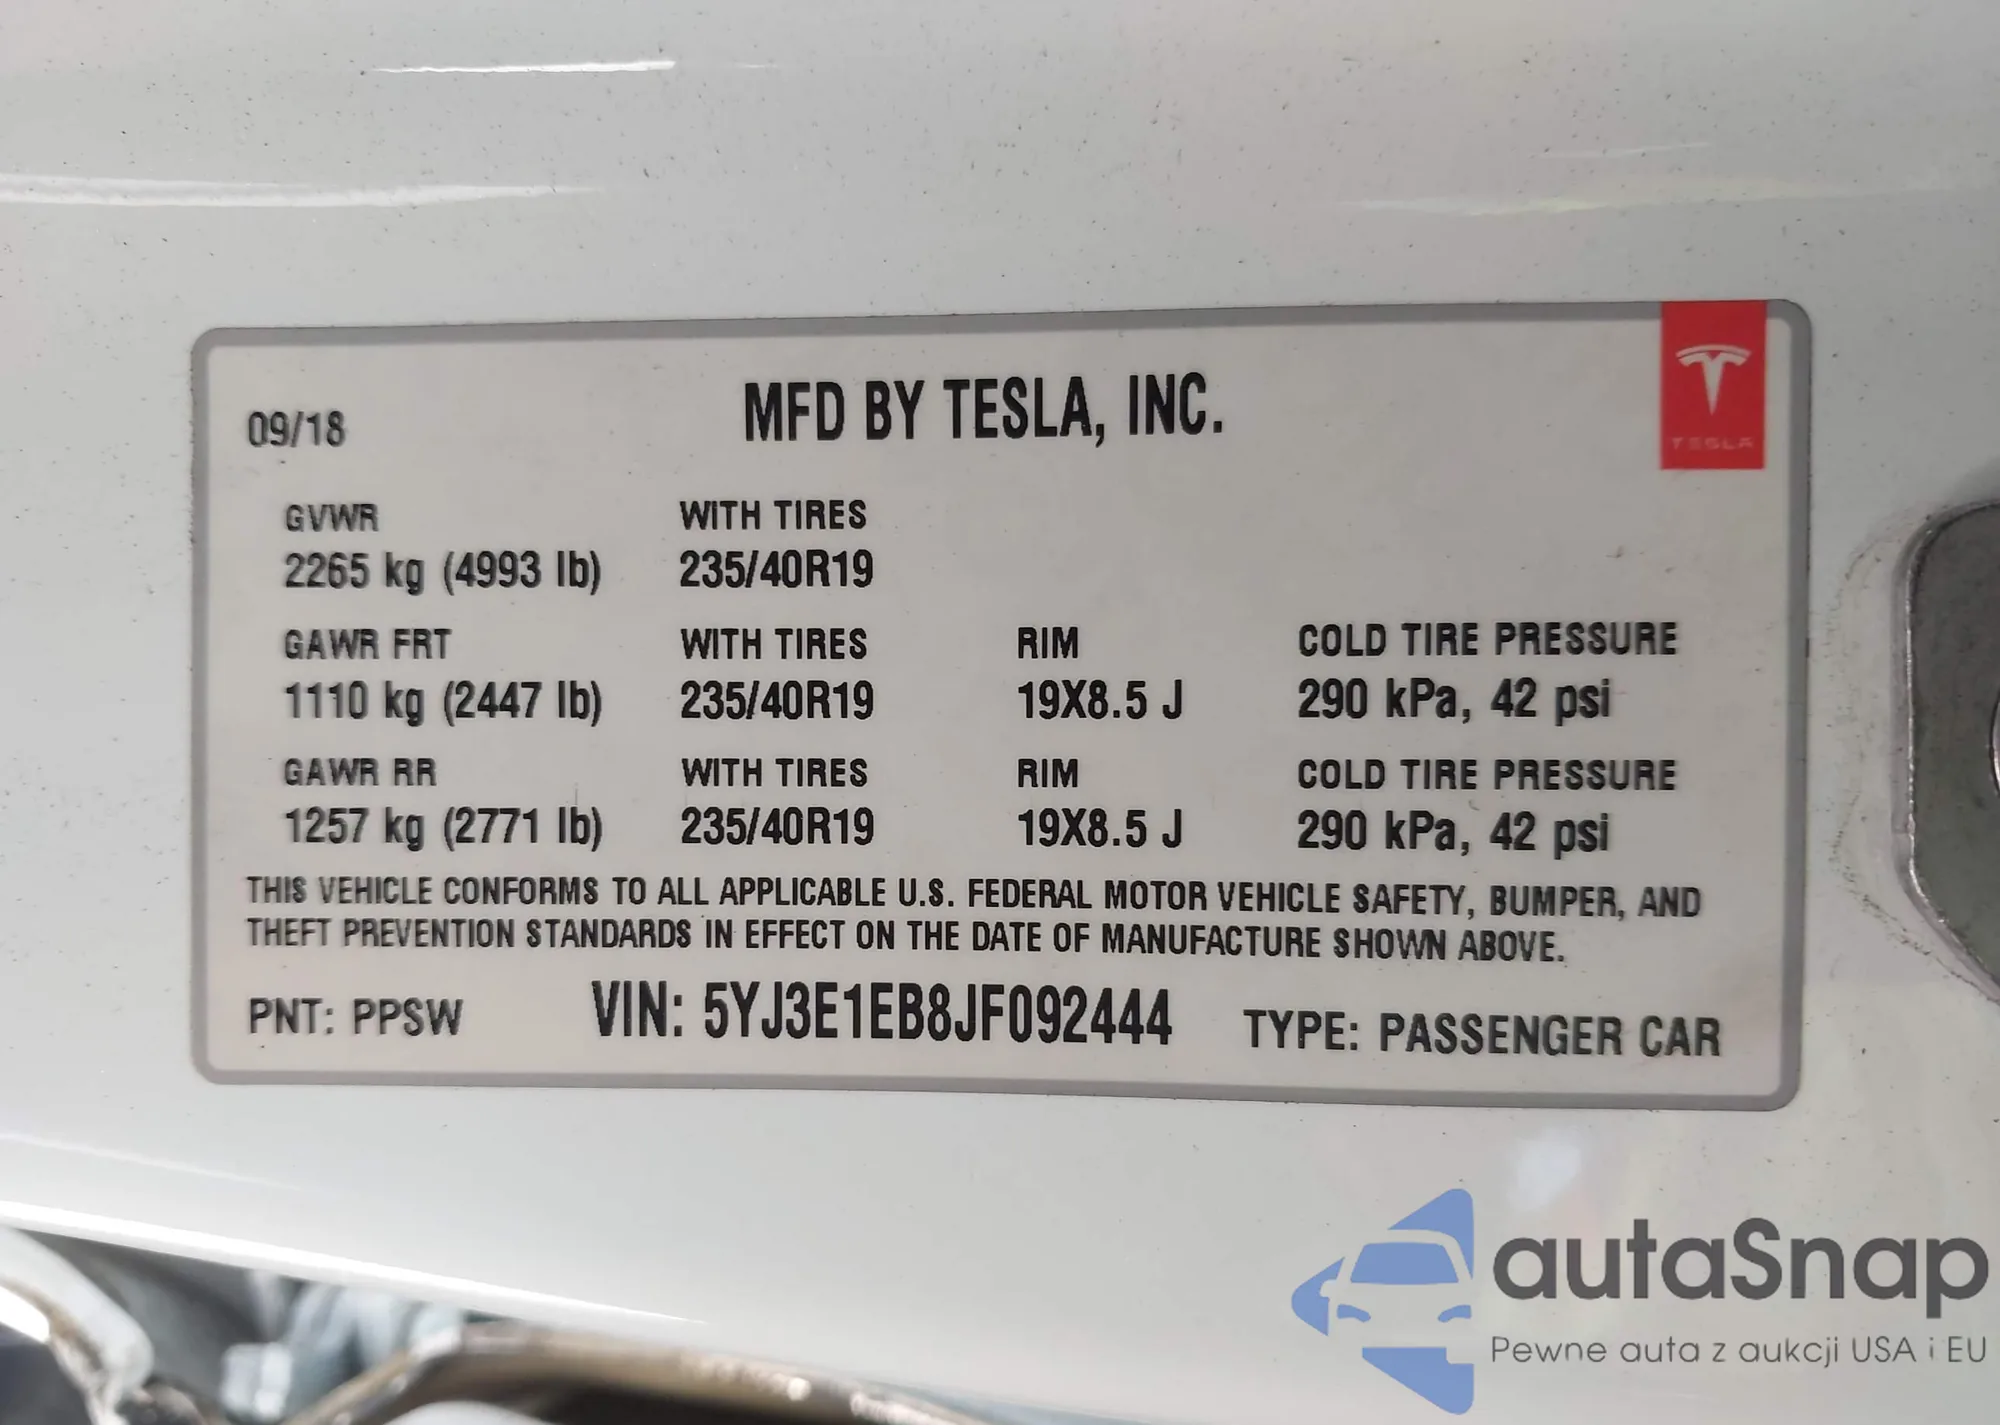 09/18
MFD BY TESLA, INC.
TESLA
GVWR WITH TIRES
2265 kg (4993 lb) 235/40R19
GAWR FRT WITH TIRES RIM COLD TIRE PRESSURE
1110 kg (2447 lb) 235/40R19 19X8.5 J 290 kPa, 42 psi
GAWR RR WITH TIRES RIM COLD TIRE PRESSURE
1257 kg (2771 lb) 235/40R19 19X8.5 J 290 kPa, 42 psi
THIS VEHICLE CONFORMS TO ALL APPLICABLE U.S. FEDERAL MOTOR VEHICLE SAFETY, BUMPER, AND
THEFT PREVENTION STANDARDS IN EFFECT ON THE DATE OF MANUFACTURE SHOWN ABOVE.
PNT: PPSW VIN: 5YJ3E1EB8JF092444 TYPE: PASSENGER CAR
autaSnap
Pewne auta z aukcji USA i EU